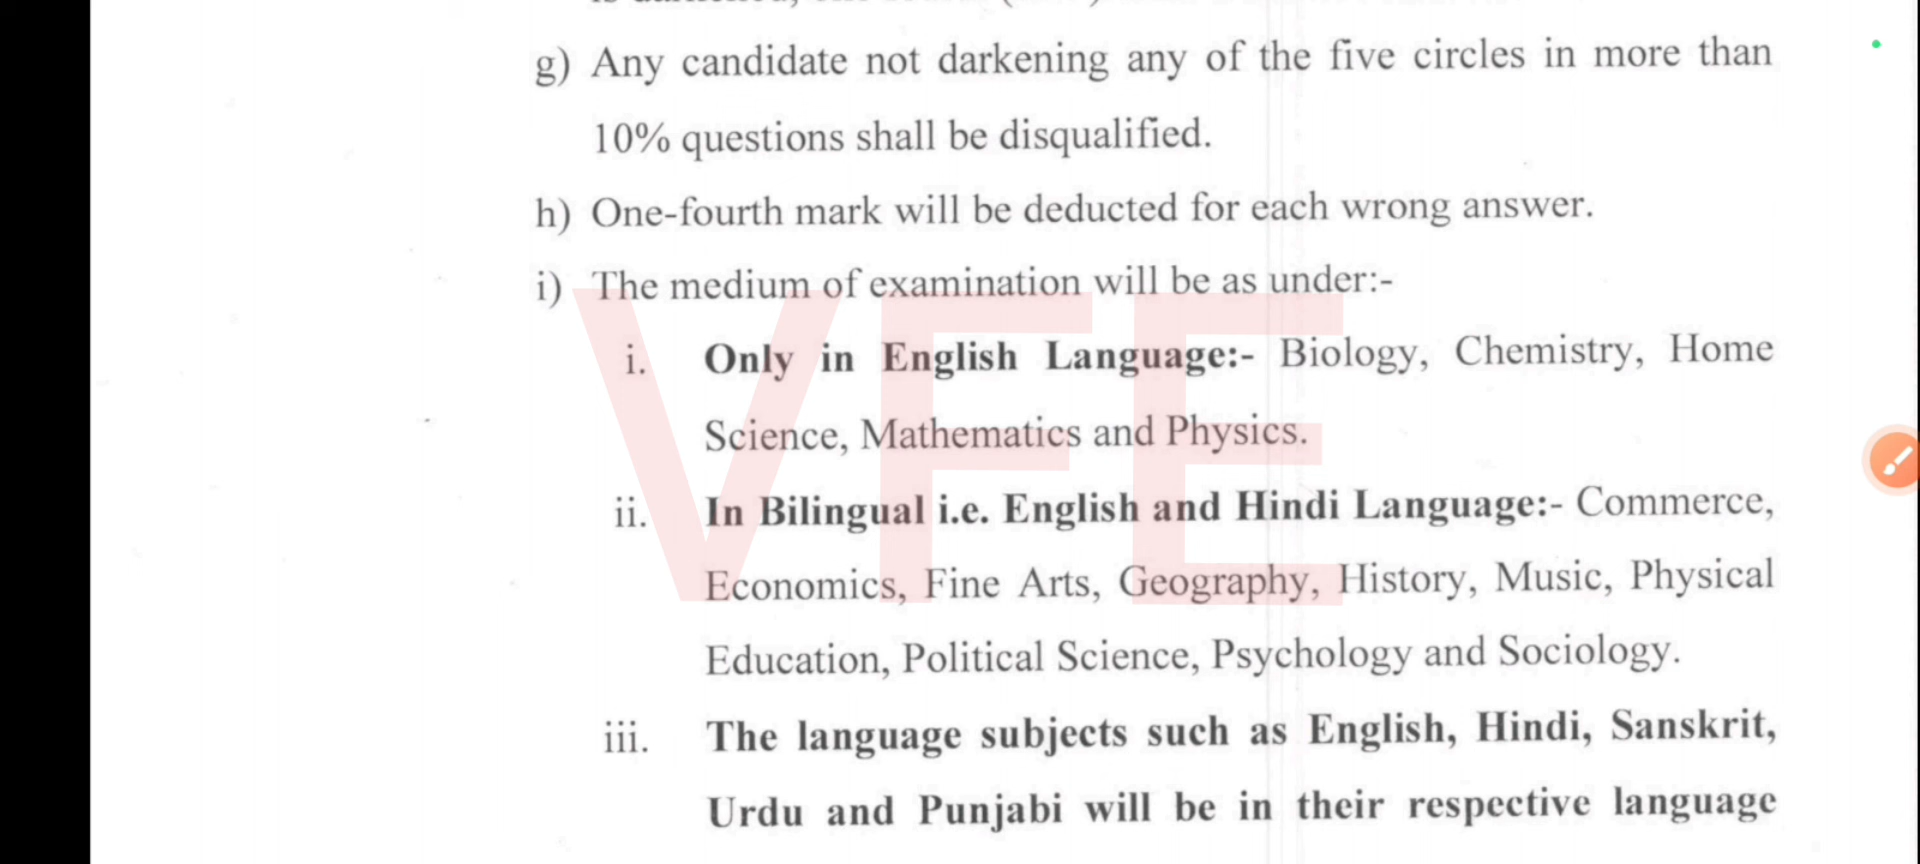 g) Any candidate not darkening any of the five circles in more than
10% questions shall be disqualified.
h) One-fourth mark will be deducted for each wrong answer.
i) The medium of examination will be as under:-
i. Only in English Language:- Biology, Chemistry, Home
Science, Mathematics and Physics.
ii. In Bilingual i.e. English and Hindi Language:- Commerce,
Economics, Fine Arts, Geography, History, Music, Physical
Education, Political Science, Psychology and Sociology.
iii. The language subjects such as English, Hindi, Sanskrit,
Urdu and Punjabi will be in their respective language
VFE